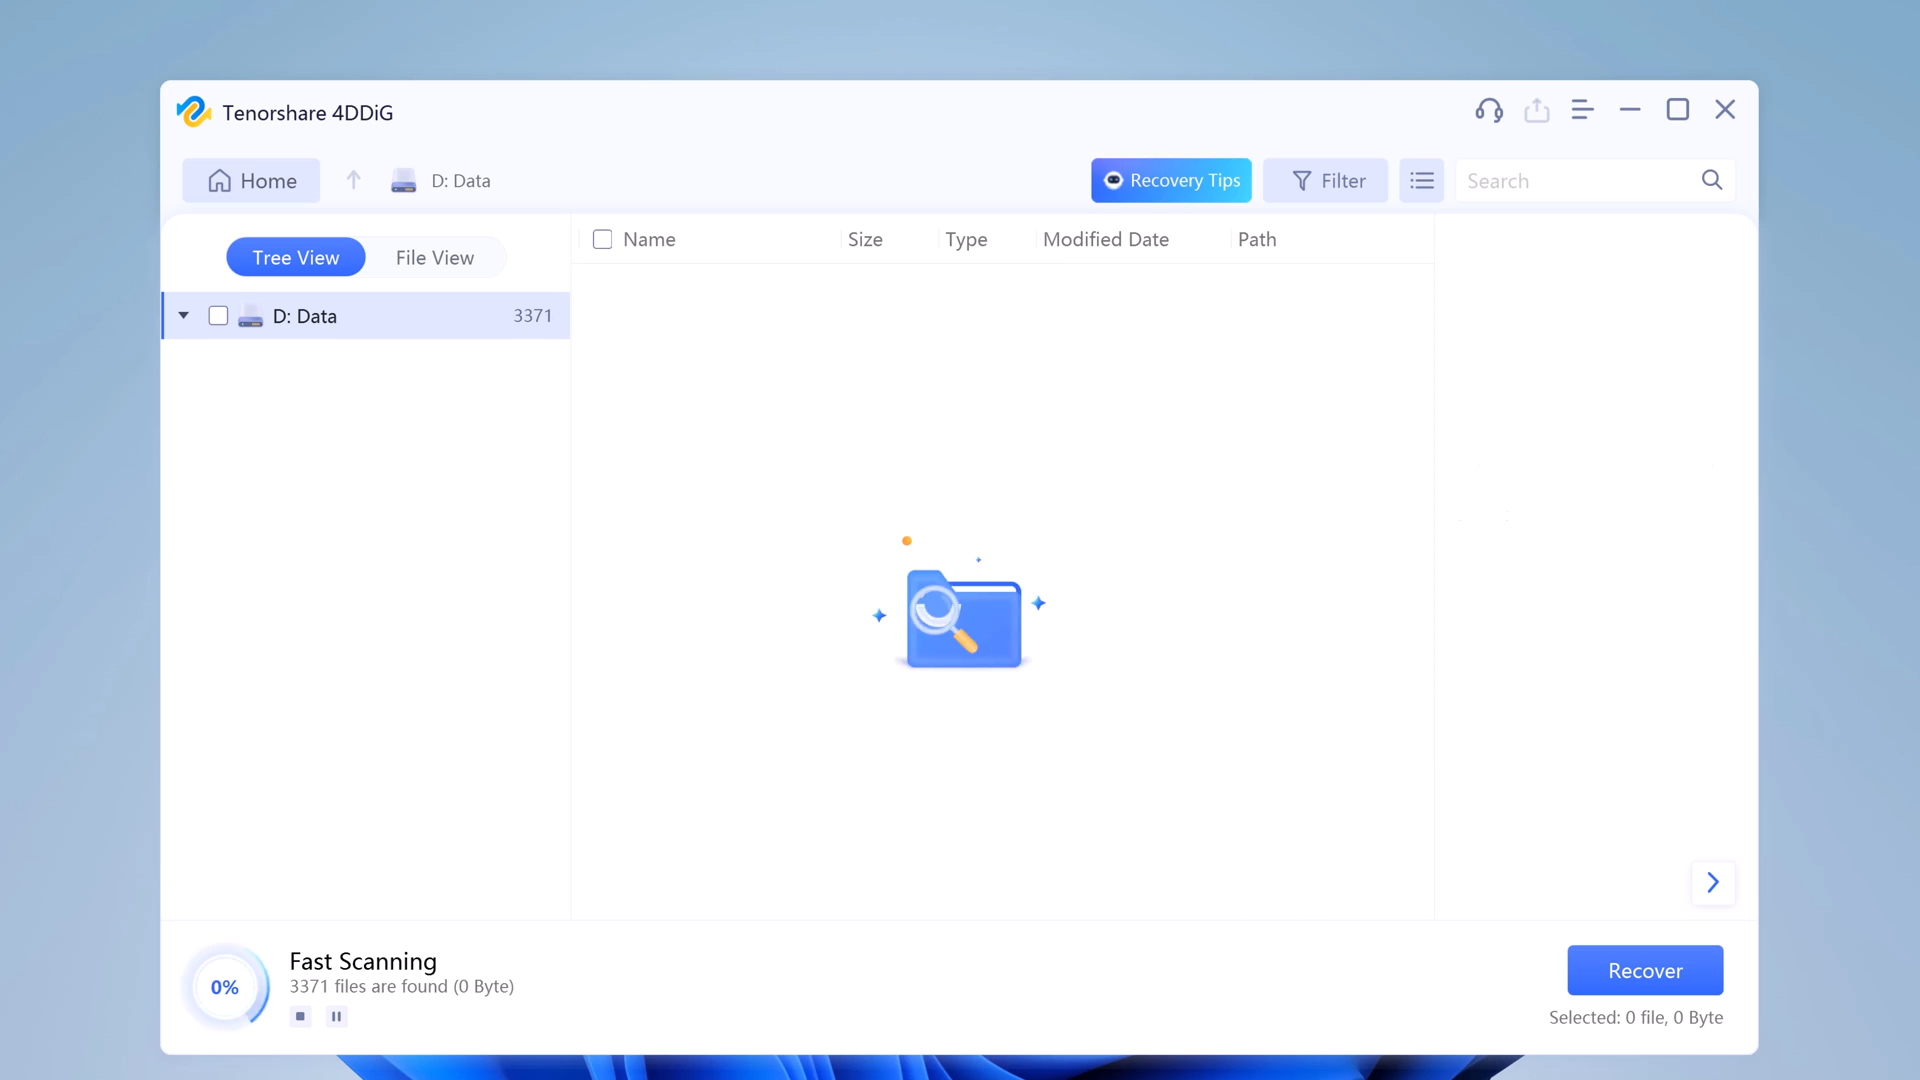 Tenorshare 4DDiG
Home
D: Data
Recovery Tips
Filter
Search
Tree View
File View
Name
Size
Type
Modified Date
Path
D: Data
3371
0%
Fast Scanning
3371 files are found (0 Byte)
Recover
Selected: 0 file, 0 Byte